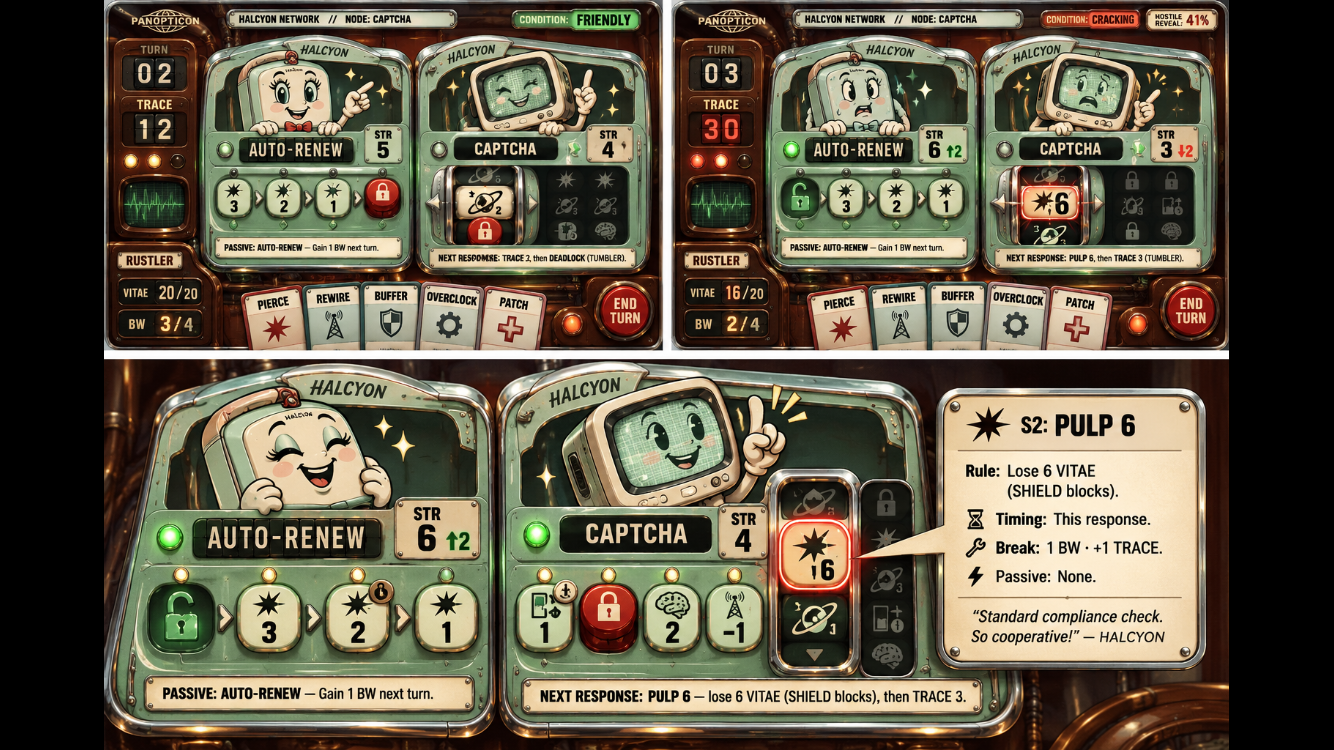 PANOPTICON
HALCYON NETWORK // NODE: CAPTCHA
CONDITION: FRIENDLY
TURN
02
TRACE
12
HALCYON
AUTO-RENEW
STR
5
3
2
1
PASSIVE: AUTO-RENEW — Gain 1 BW next turn.
HALCYON
CAPTCHA
STR
4
2
NEXT RESPOMSE: TRACE 2, then DEADLOCK (TUMBLER).
RUSTLER
VITAE 20/20
BW 3/4
PIERCE
REWIRE
BUFFER
OVERCLOCK
PATCH
END
TURN
PANOPTICON
HALCYON NETWORK // NODE: CAPTCHA
CONDITION: CRACKING
HOSTILE
REVEAL: 41%
TURN
03
TRACE
30
HALCYON
AUTO-RENEW
STR
6 ↑2
3
2
1
PASSIVE: AUTO-RENEW — Gain 1 BW next turn.
HALCYON
CAPTCHA
STR
3 ↓2
6
NEXT RESPONSE: PULP 6, then TRACE 3 (TUMBLER).
RUSTLER
VITAE 16/20
BW 2/4
PIERCE
REWIRE
BUFFER
OVERCLOCK
PATCH
END
TURN
HALCYON
HALCYON
AUTO-RENEW
STR
6 ↑2
3
2
1
PASSIVE: AUTO-RENEW — Gain 1 BW next turn.
HALCYON
CAPTCHA
STR
4
1
2
-1
6
3
NEXT RESPONSE: PULP 6 — lose 6 VITAE (SHIELD blocks), then TRACE 3.
S2: PULP 6
Rule: Lose 6 VITAE
(SHIELD blocks).
Timing: This response.
Break: 1 BW · +1 TRACE.
Passive: None.
“Standard compliance check.
So cooperative!” — HALCYON